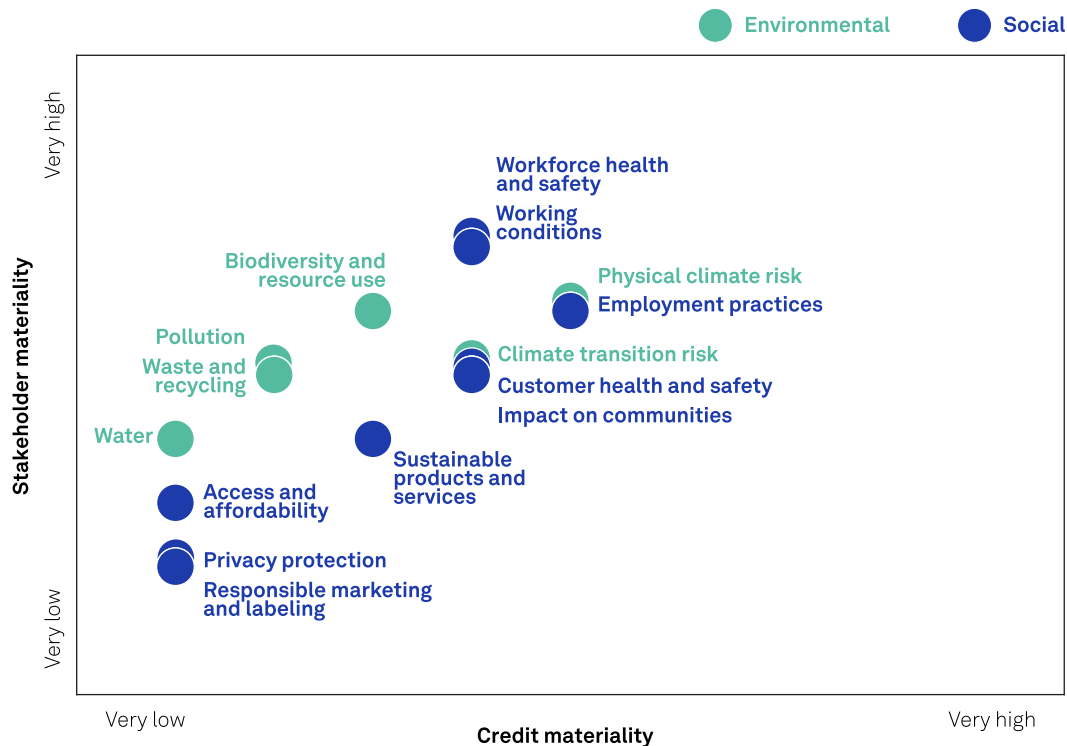 Environmental
Social
Very high
Stakeholder materiality
Very low
Workforce health
and safety
Working
conditions
Biodiversity and
resource use
Physical climate risk
Employment practices
Pollution
Waste and
recycling
Climate transition risk
Customer health and safety
Impact on communities
Water
Sustainable
products and
services
Access and
affordability
Privacy protection
Responsible marketing
and labeling
Very low
Credit materiality
Very high